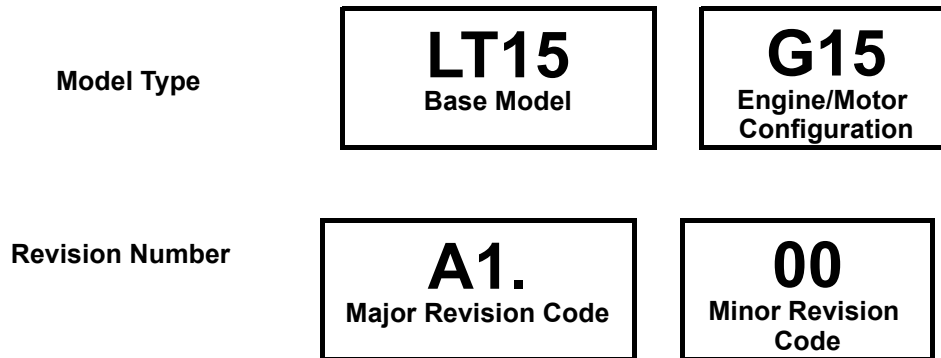 Model Type
LT15
Base Model
G15
Engine/Motor
Configuration
Revision Number
A1.
Major Revision Code
00
Minor Revision
Code